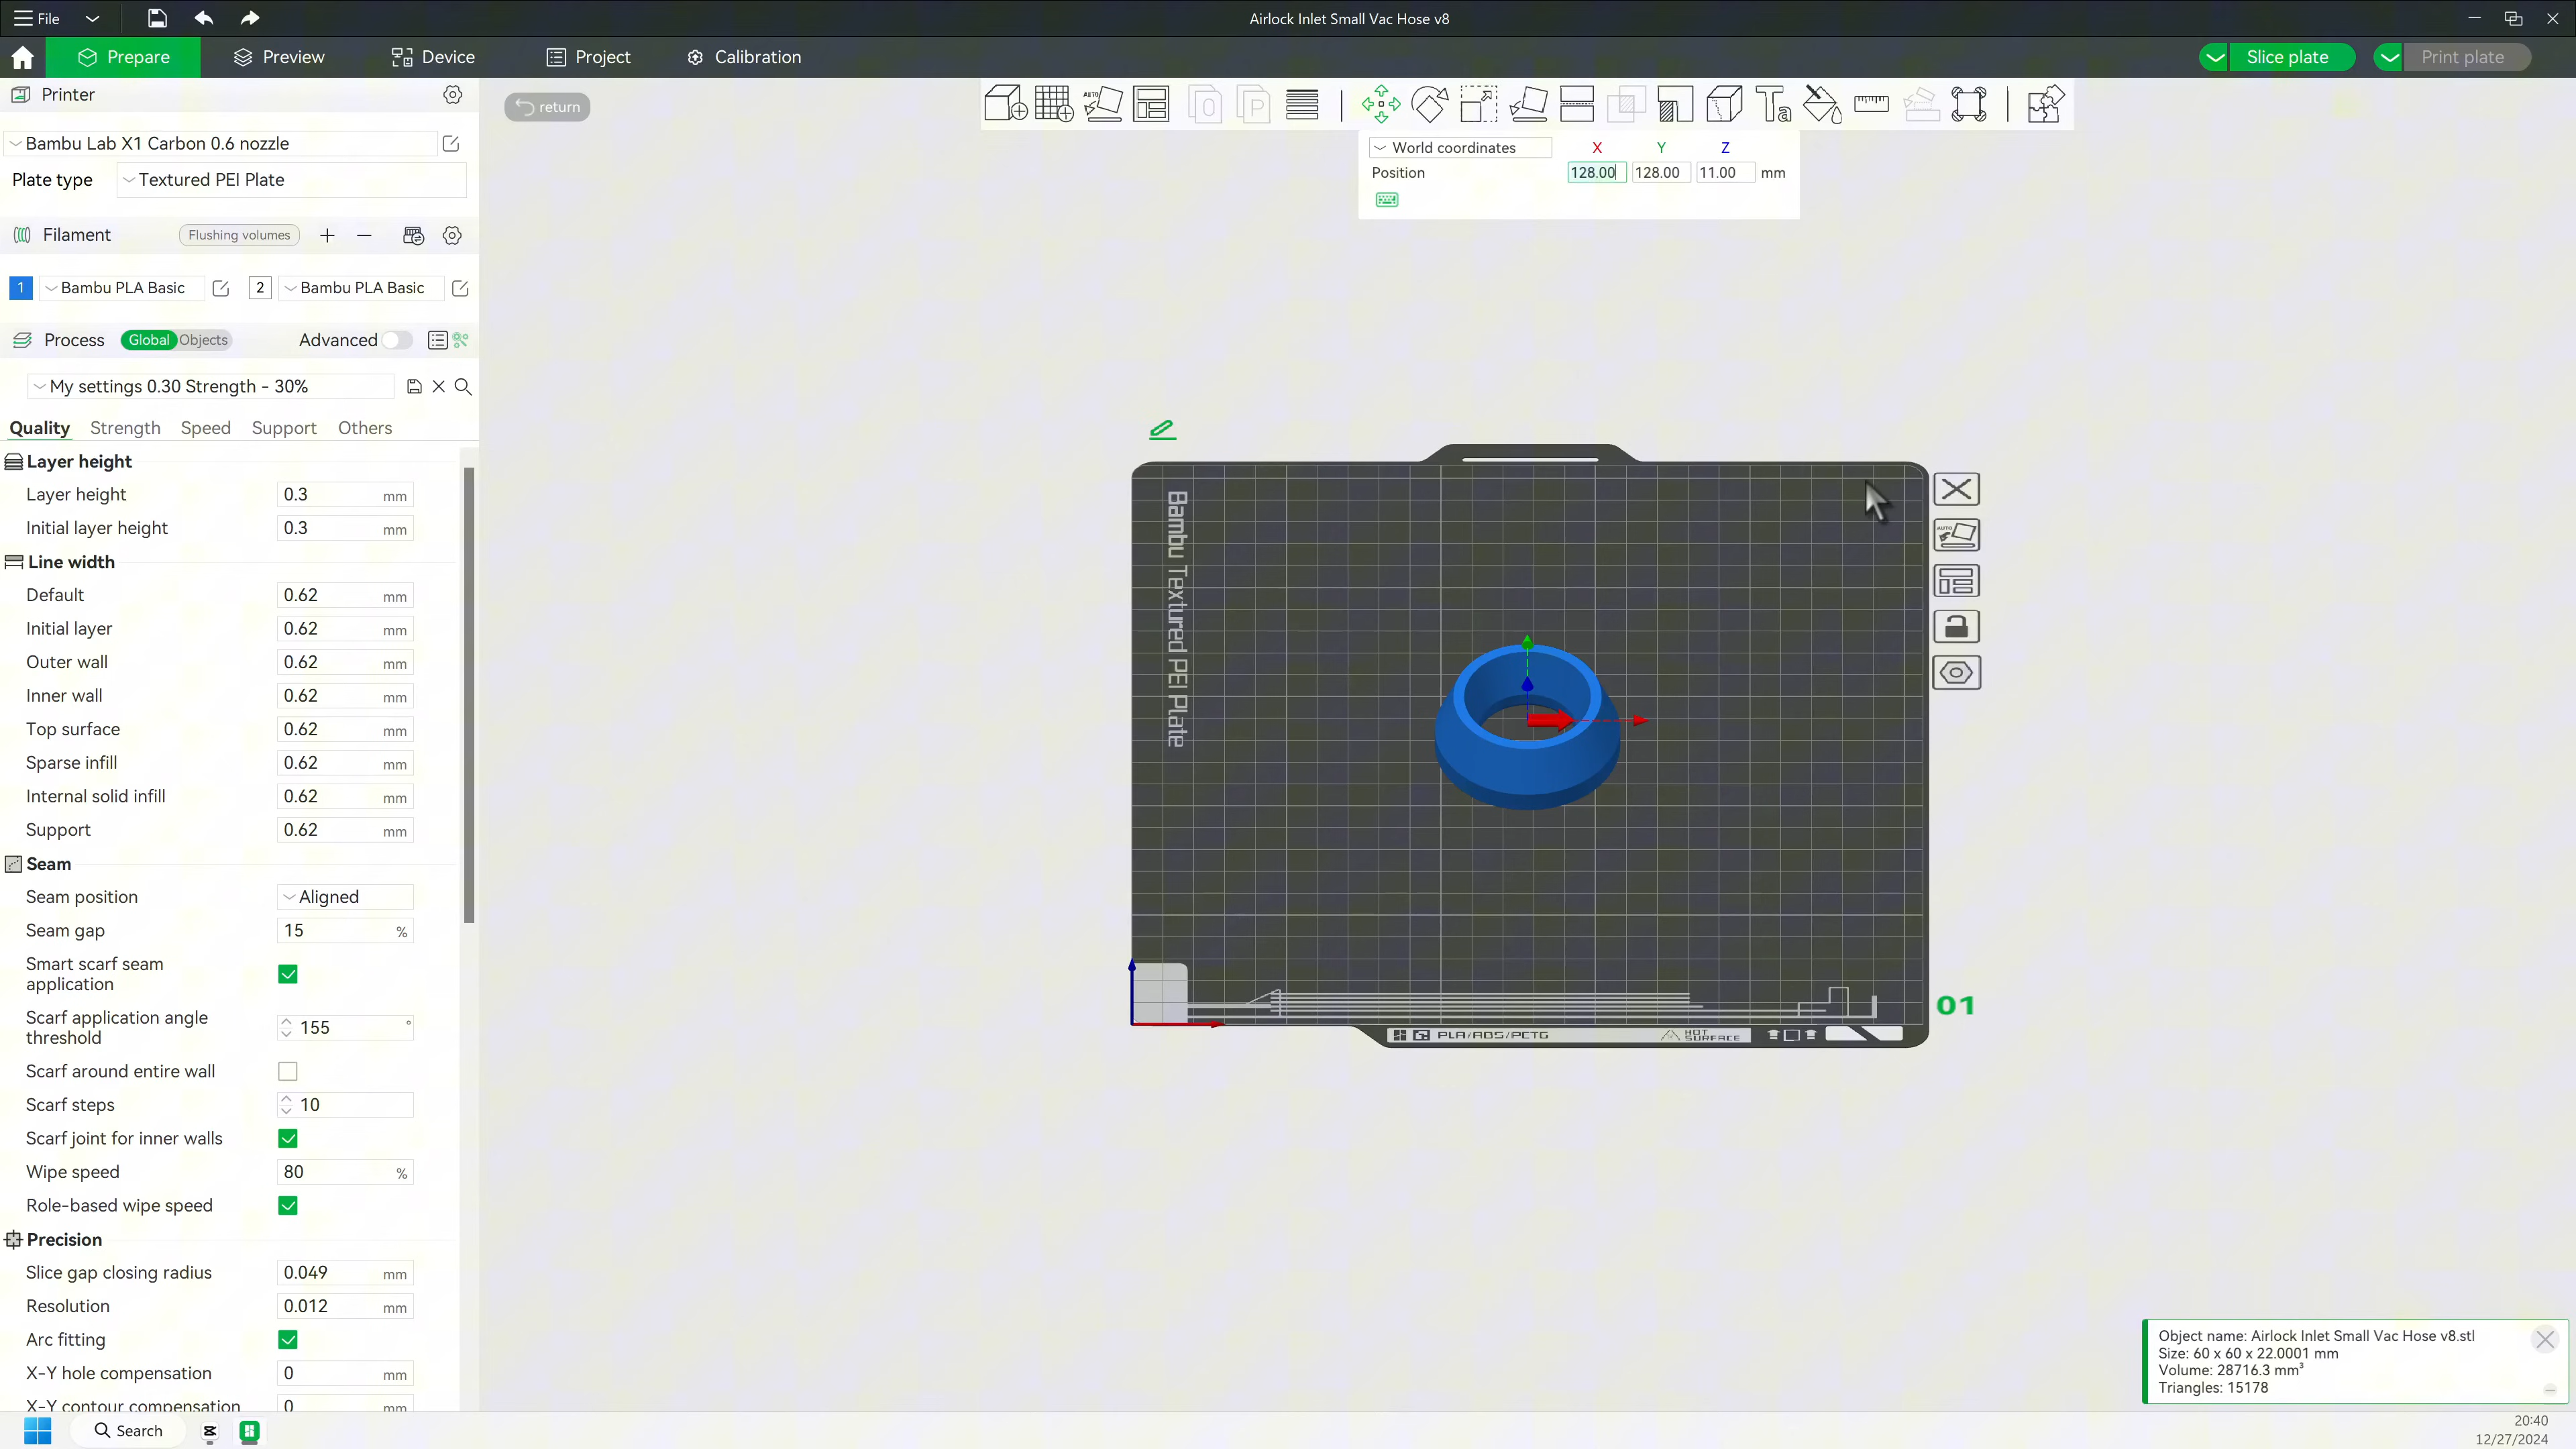 File
Airlock Inlet Small Vac Hose v8
Prepare
Preview
Device
Project
Calibration
Slice plate
Print plate
Printer
return
Bambu Lab X1 Carbon 0.6 nozzle
Plate type
Textured PEI Plate
World coordinates
X
Y
Z
Position
128.00
128.00
11.00
mm
Filament
Flushing volumes
1
Bambu PLA Basic
2
Bambu PLA Basic
Process
Global
Objects
Advanced
My settings 0.30 Strength - 30%
Quality
Strength
Speed
Support
Others
Layer height
Layer height 0.3 mm
Initial layer height 0.3 mm
Line width
Default 0.62 mm
Initial layer 0.62 mm
Outer wall 0.62 mm
Inner wall 0.62 mm
Top surface 0.62 mm
Sparse infill 0.62 mm
Internal solid infill 0.62 mm
Support 0.62 mm
Seam
Seam position Aligned
Seam gap 15 %
Smart scarf seam
application
Scarf application angle
threshold
155 °
Scarf around entire wall
Scarf steps 10
Scarf joint for inner walls
Wipe speed 80 %
Role-based wipe speed
Precision
Slice gap closing radius 0.049 mm
Resolution 0.012 mm
Arc fitting
X-Y hole compensation 0 mm
X-Y contour compensation 0 mm
AUTO
O
P
Ta
Bambu Textured PEI Plate
AUTO
PLA/ABS/PETG
HOT
SURFACE
01
Object name: Airlock Inlet Small Vac Hose v8.stl
Size: 60 x 60 x 22.0001 mm
Volume: 28716.3 mm³
Triangles: 15178
Search
20:40
12/27/2024